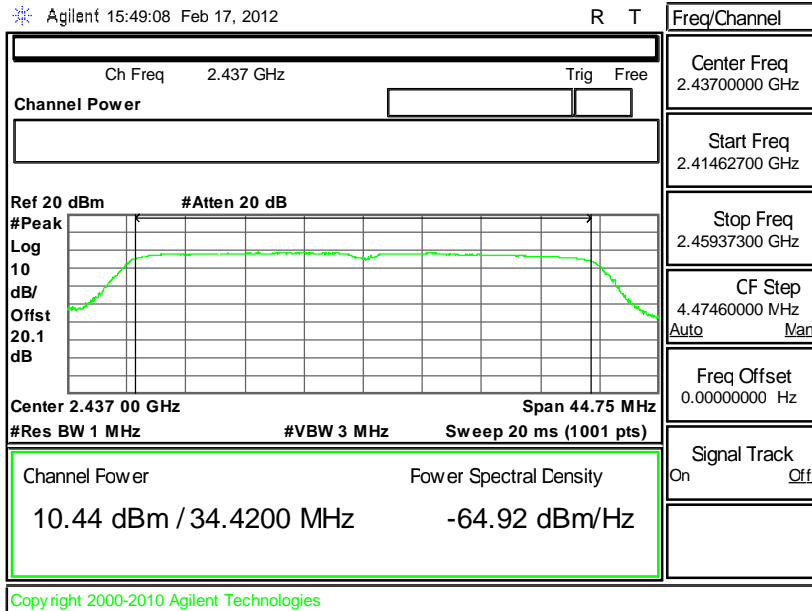 Agilent 15:49:08 Feb 17, 2012 R T
Freq/Channel
Ch Freq 2.437 GHz Trig Free
Channel Power
Center Freq
2.43700000 GHz
Start Freq
2.41462700 GHz
Stop Freq
2.45937300 GHz
CF Step
4.47460000 MHz
Auto Man
Freq Offset
0.00000000 Hz
Signal Track
On Off
Ref 20 dBm #Atten 20 dB
#Peak
Log
10
dB/
Offst
20.1
dB
Center 2.437 00 GHz Span 44.75 MHz
#Res BW 1 MHz #VBW 3 MHz Sweep 20 ms (1001 pts)
Channel Fower Fower Spectral Density
10.44 dBm / 34.4200 MHz -64.92 dBm/Hz
Copyright 2000-2010 Agilent Technologies